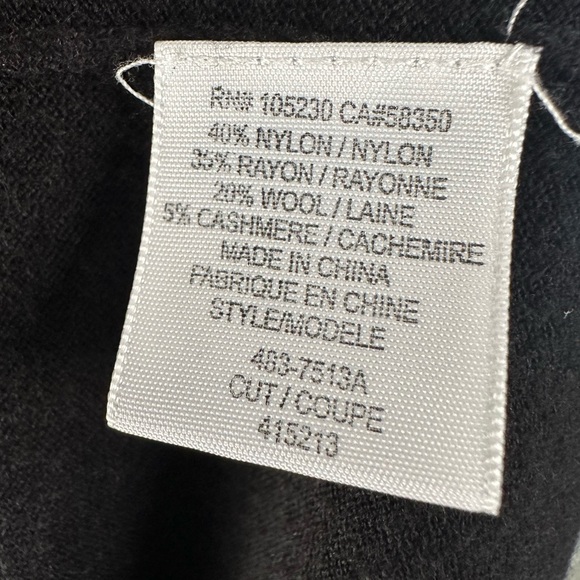 RN# 105230 CA#58350
40% NYLON / NYLON
35% RAYON / RAYONNE
20% WOOL / LAINE
5% CASHMERE / CACHEMIRE
MADE IN CHINA
FABRIQUE EN CHINE
STYLE/MODELE
483-7513A
CUT / COUPE
415213